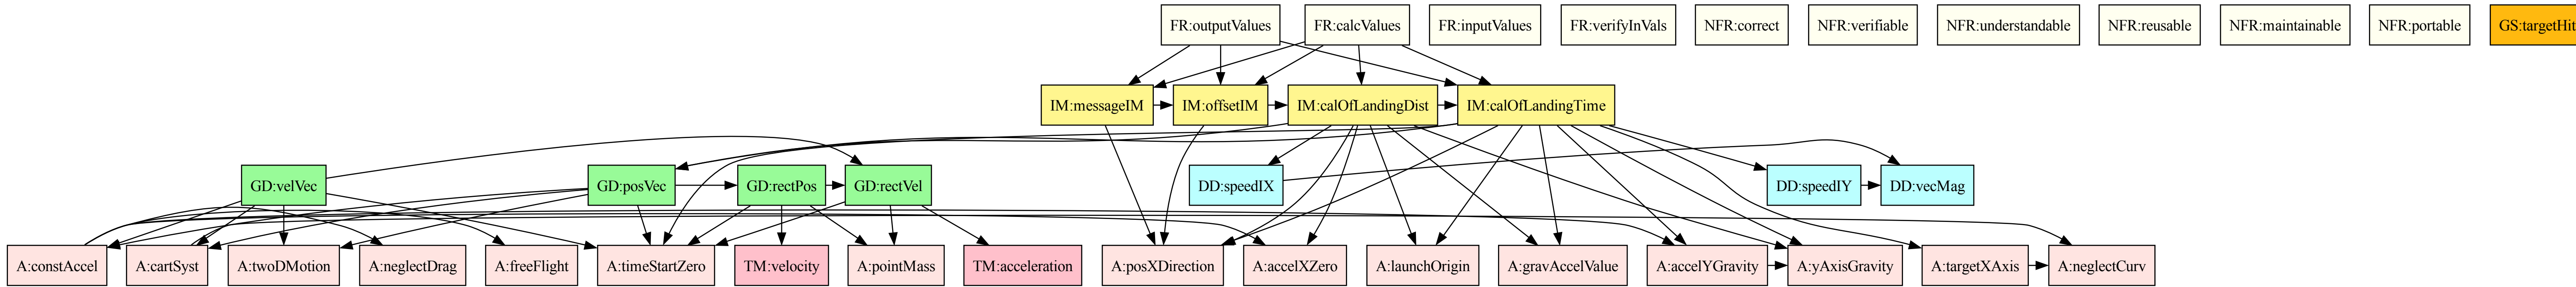 FR:outputValues
FR:calcValues
FR:inputValues
FR:verifyInVals
NFR:correct
NFR:verifiable
NFR:understandable
NFR:reusable
NFR:maintainable
NFR:portable
GS:targetHit
IM:messageIM
IM:offsetIM
IM:calOfLandingDist
IM:calOfLandingTime
GD:velVec
GD:posVec
GD:rectPos
GD:rectVel
DD:speedIX
DD:speedIY
DD:vecMag
A:constAccel
A:cartSyst
A:twoDMotion
A:neglectDrag
A:freeFlight
A:timeStartZero
TM:velocity
A:pointMass
TM:acceleration
A:posXDirection
A:accelXZero
A:launchOrigin
A:gravAccelValue
A:accelYGravity
A:yAxisGravity
A:targetXAxis
A:neglectCurv